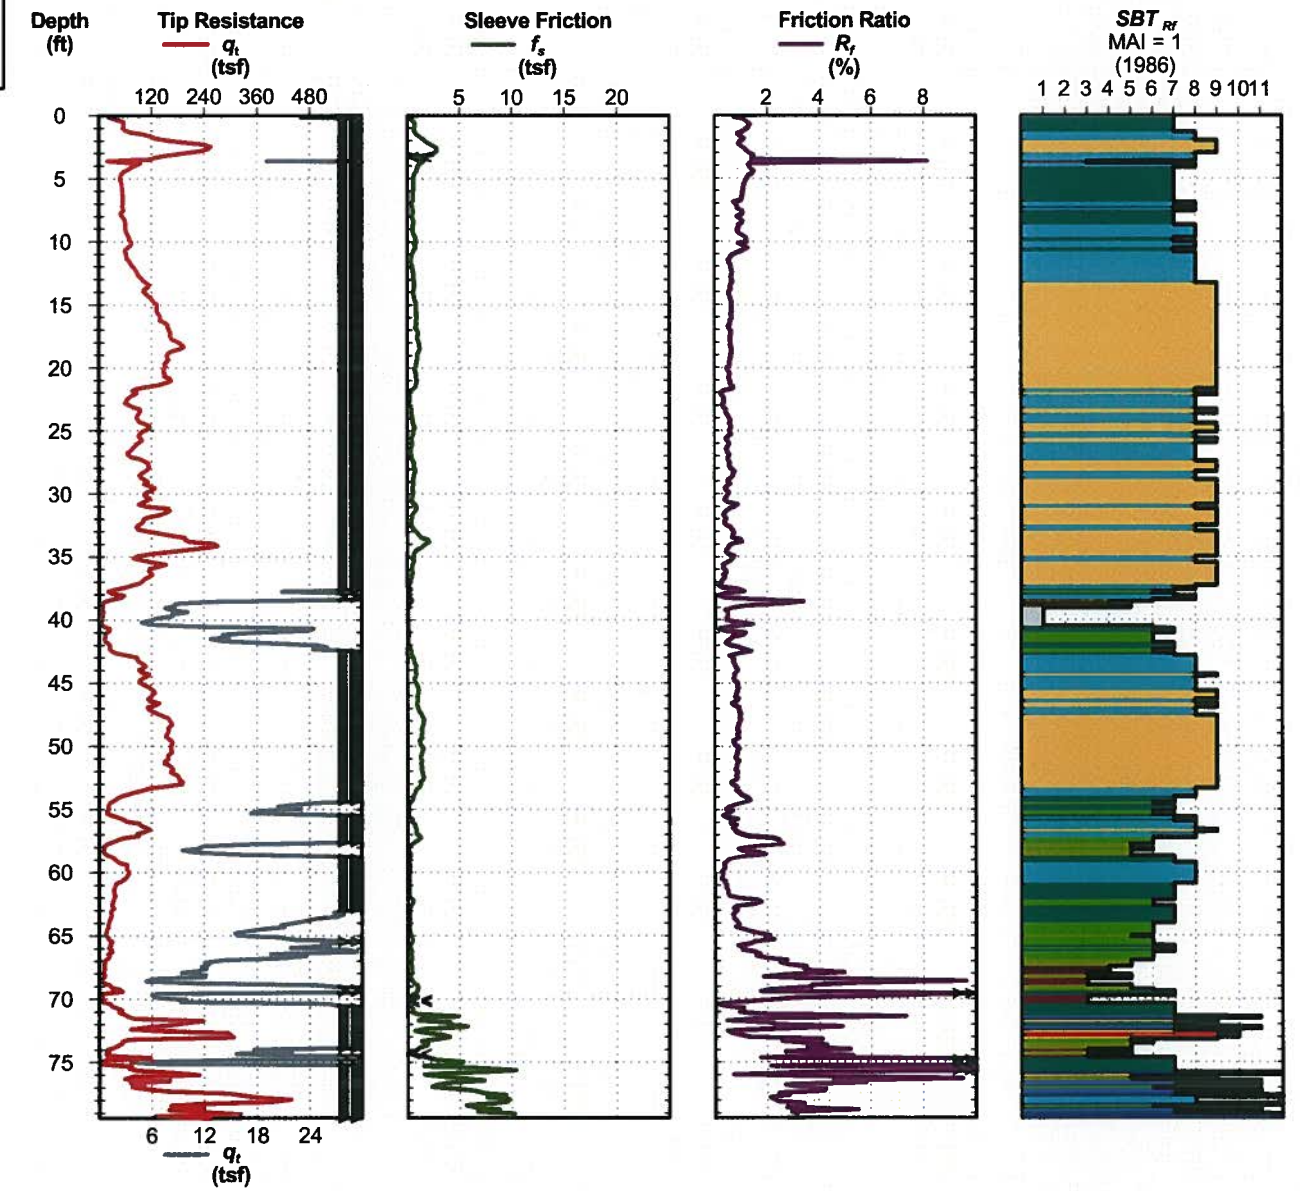 Depth
(ft)
Tip Resistance
qt
(tsf)
120 240 360 480
Sleeve Friction
fs
(tsf)
5 10 15 20
Friction Ratio
Rf
(%)
2 4 6 8
SBT Rf
MAI = 1
(1986)
1 2 3 4 5 6 7 8 9 10 11
0
5
10
15
20
25
30
35
40
45
50
55
60
65
70
75
6 12 18 24
qt
(tsf)